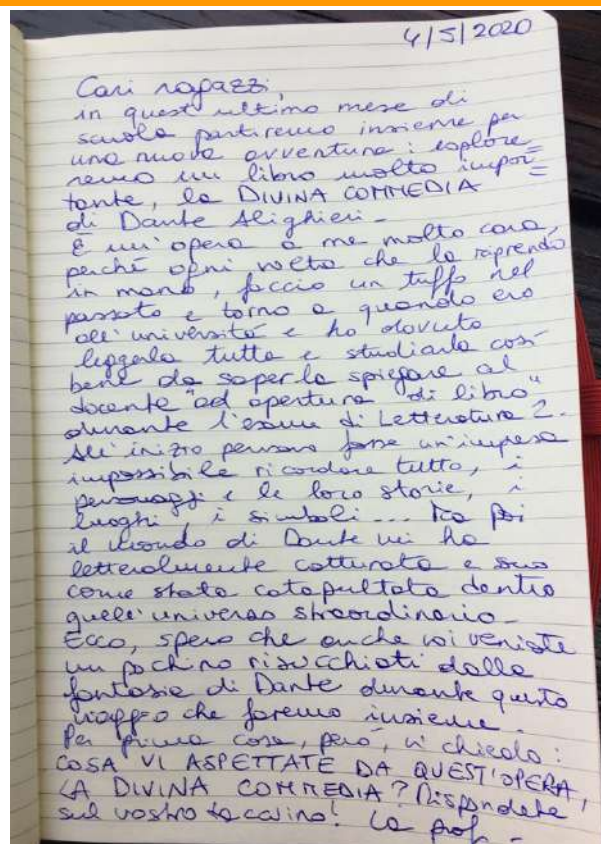 4/5/2020
Cari ragazzi,
in quest'ultimo mese di
scuola partiremo insieme per
una nuova avventura: esplore=
remo un libro molto impor=
tante, la DIVINA COMMEDIA
di Dante Alighieri -
È un'opera a me molto cara,
perché ogni volta che la riprendo
in mano, faccio un tuffo nel
passato e torno a quando ero
all'università e ho dovuto
leggerla tutta e studiarla così
bene da saperla spiegare al
docente "ad apertura di libro"
durante l'esame di Letteratura 2.
All'inizio pensavo fosse un'impresa
impossibile ricordare tutto, i
personaggi e le loro storie, i
luoghi, i simboli... Ma poi
il mondo di Dante mi ha
letteralmente catturata e sono
come stata catapultata dentro
quell'universo straordinario -
Ecco, spero che anche voi veniate
un pochino risucchiati dalla
fantasia di Dante durante questo
viaggio che faremo insieme.
Per prima cosa, però, vi chiedo:
COSA VI ASPETTATE DA QUEST'OPERA,
LA DIVINA COMMEDIA? Rispondete
sul vostro taccuino! La prof -